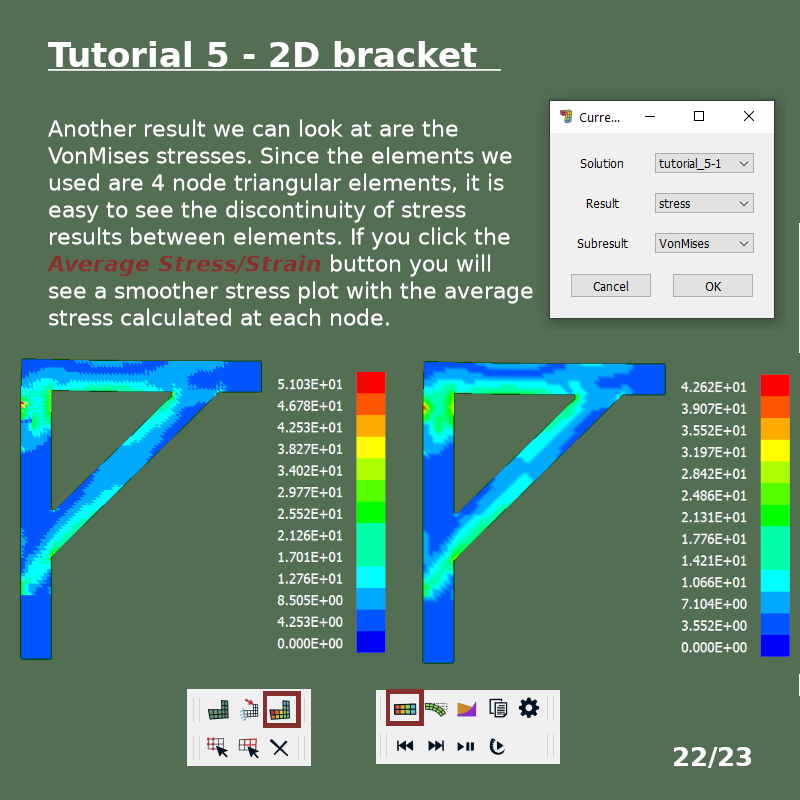 Tutorial 5 - 2D bracket
Another result we can look at are the
VonMises stresses. Since the elements we
used are 4 node triangular elements, it is
easy to see the discontinuity of stress
results between elements. If you click the
Average Stress/Strain button you will
see a smoother stress plot with the average
stress calculated at each node.
Curre...
Solution tutorial_5-1
Result stress
Subresult VonMises
Cancel OK
5.103E+01
4.678E+01
4.253E+01
3.827E+01
3.402E+01
2.977E+01
2.552E+01
2.126E+01
1.701E+01
1.276E+01
8.505E+00
4.253E+00
0.000E+00
4.262E+01
3.907E+01
3.552E+01
3.197E+01
2.842E+01
2.486E+01
2.131E+01
1.776E+01
1.421E+01
1.066E+01
7.104E+00
3.552E+00
0.000E+00
22/23